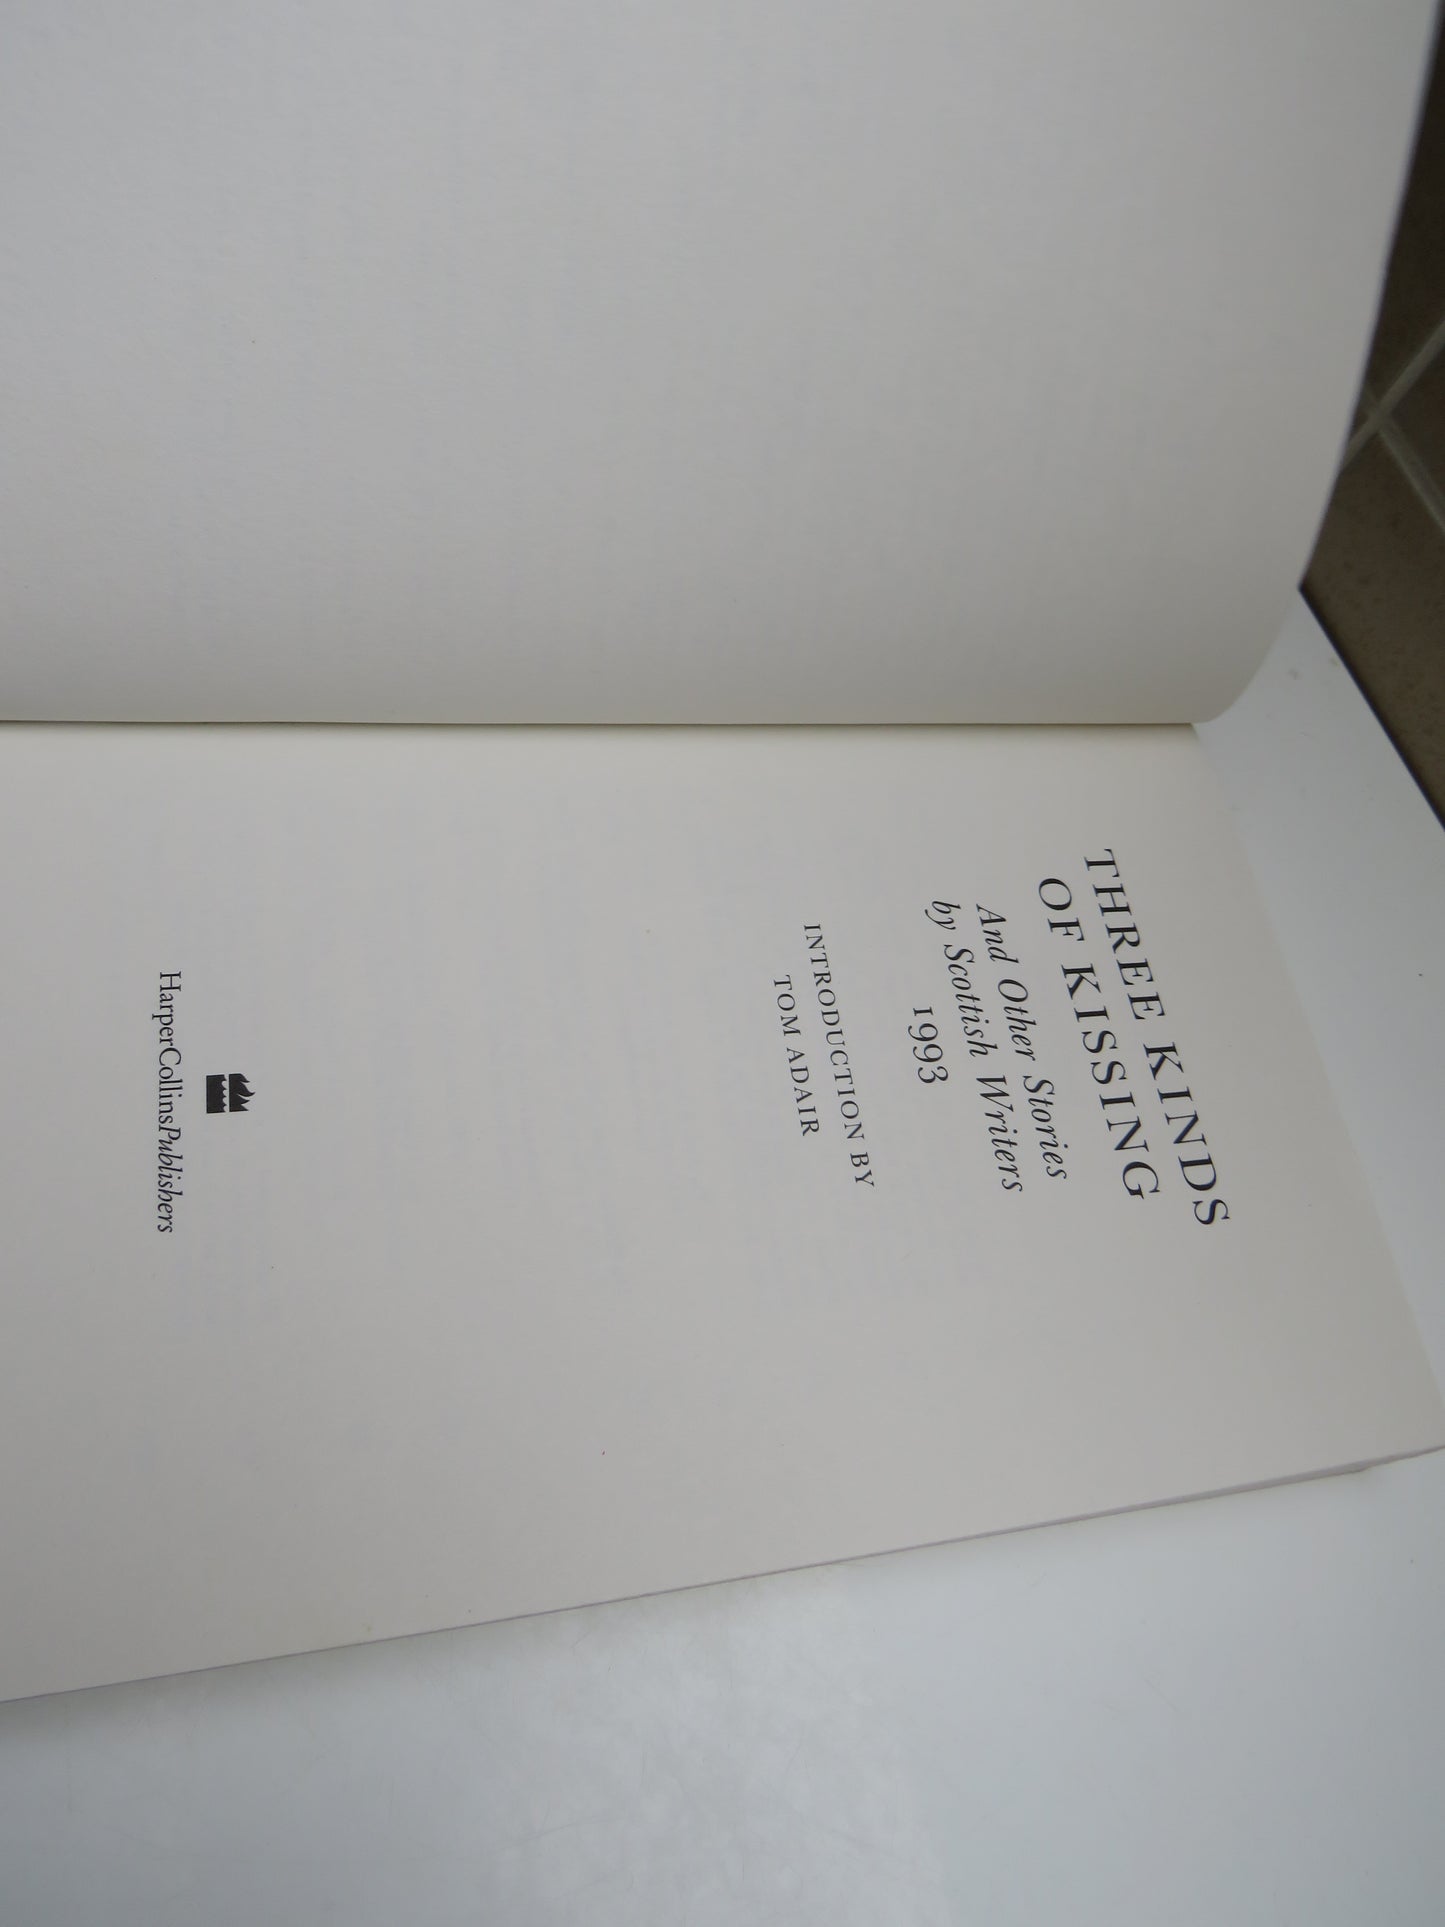 THREE KINDS
OF KISSING
And Other Stories
by Scottish Writers
1993
INTRODUCTION BY
TOM ADAIR
HarperCollinsPublishers